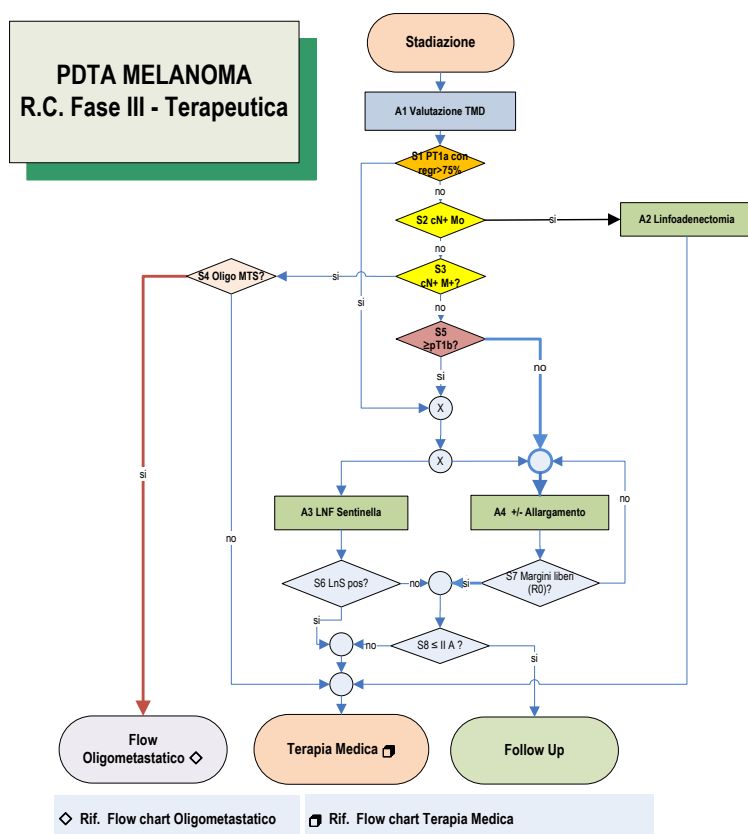 PDTA MELANOMA
R.C. Fase III - Terapeutica
Stadiazione
A1 Valutazione TMD
S1 PT1a con
regr>75%
no
S2 cN+ Mo
si
A2 Linfoadenectomia
no
S4 Oligo MTS?
si
S3
cN+ M+?
si
no
S5
≥pT1b?
no
si
X
X
si
no
A3 LNF Sentinella
A4 +/- Allargamento
no
S6 LnS pos?
no
si
S7 Margini liberi
(R0)?
si
no
S8 ≤ II A ?
si
Flow
Oligometastatico
Terapia Medica
Follow Up
Rif. Flow chart Oligometastatico
Rif. Flow chart Terapia Medica